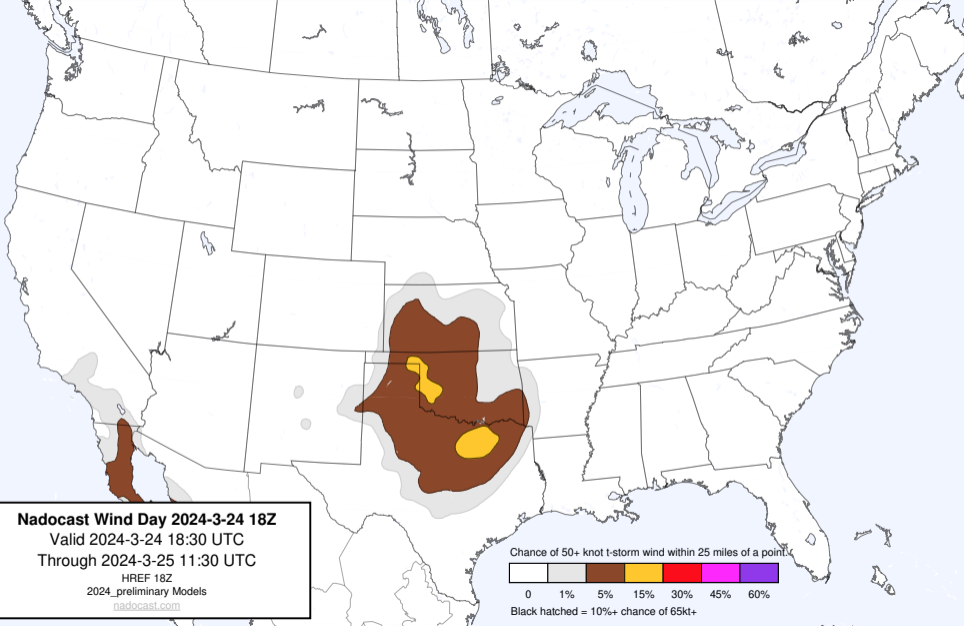 Nadocast Wind Day 2024-3-24 18Z
Valid 2024-3-24 18:30 UTC
Through 2024-3-25 11:30 UTC
HREF 18Z
2024_preliminary Models
nadocast.com
Chance of 50+ knot t-storm wind within 25 miles of a point.
0 1% 5% 15% 30% 45% 60%
Black hatched = 10%+ chance of 65kt+